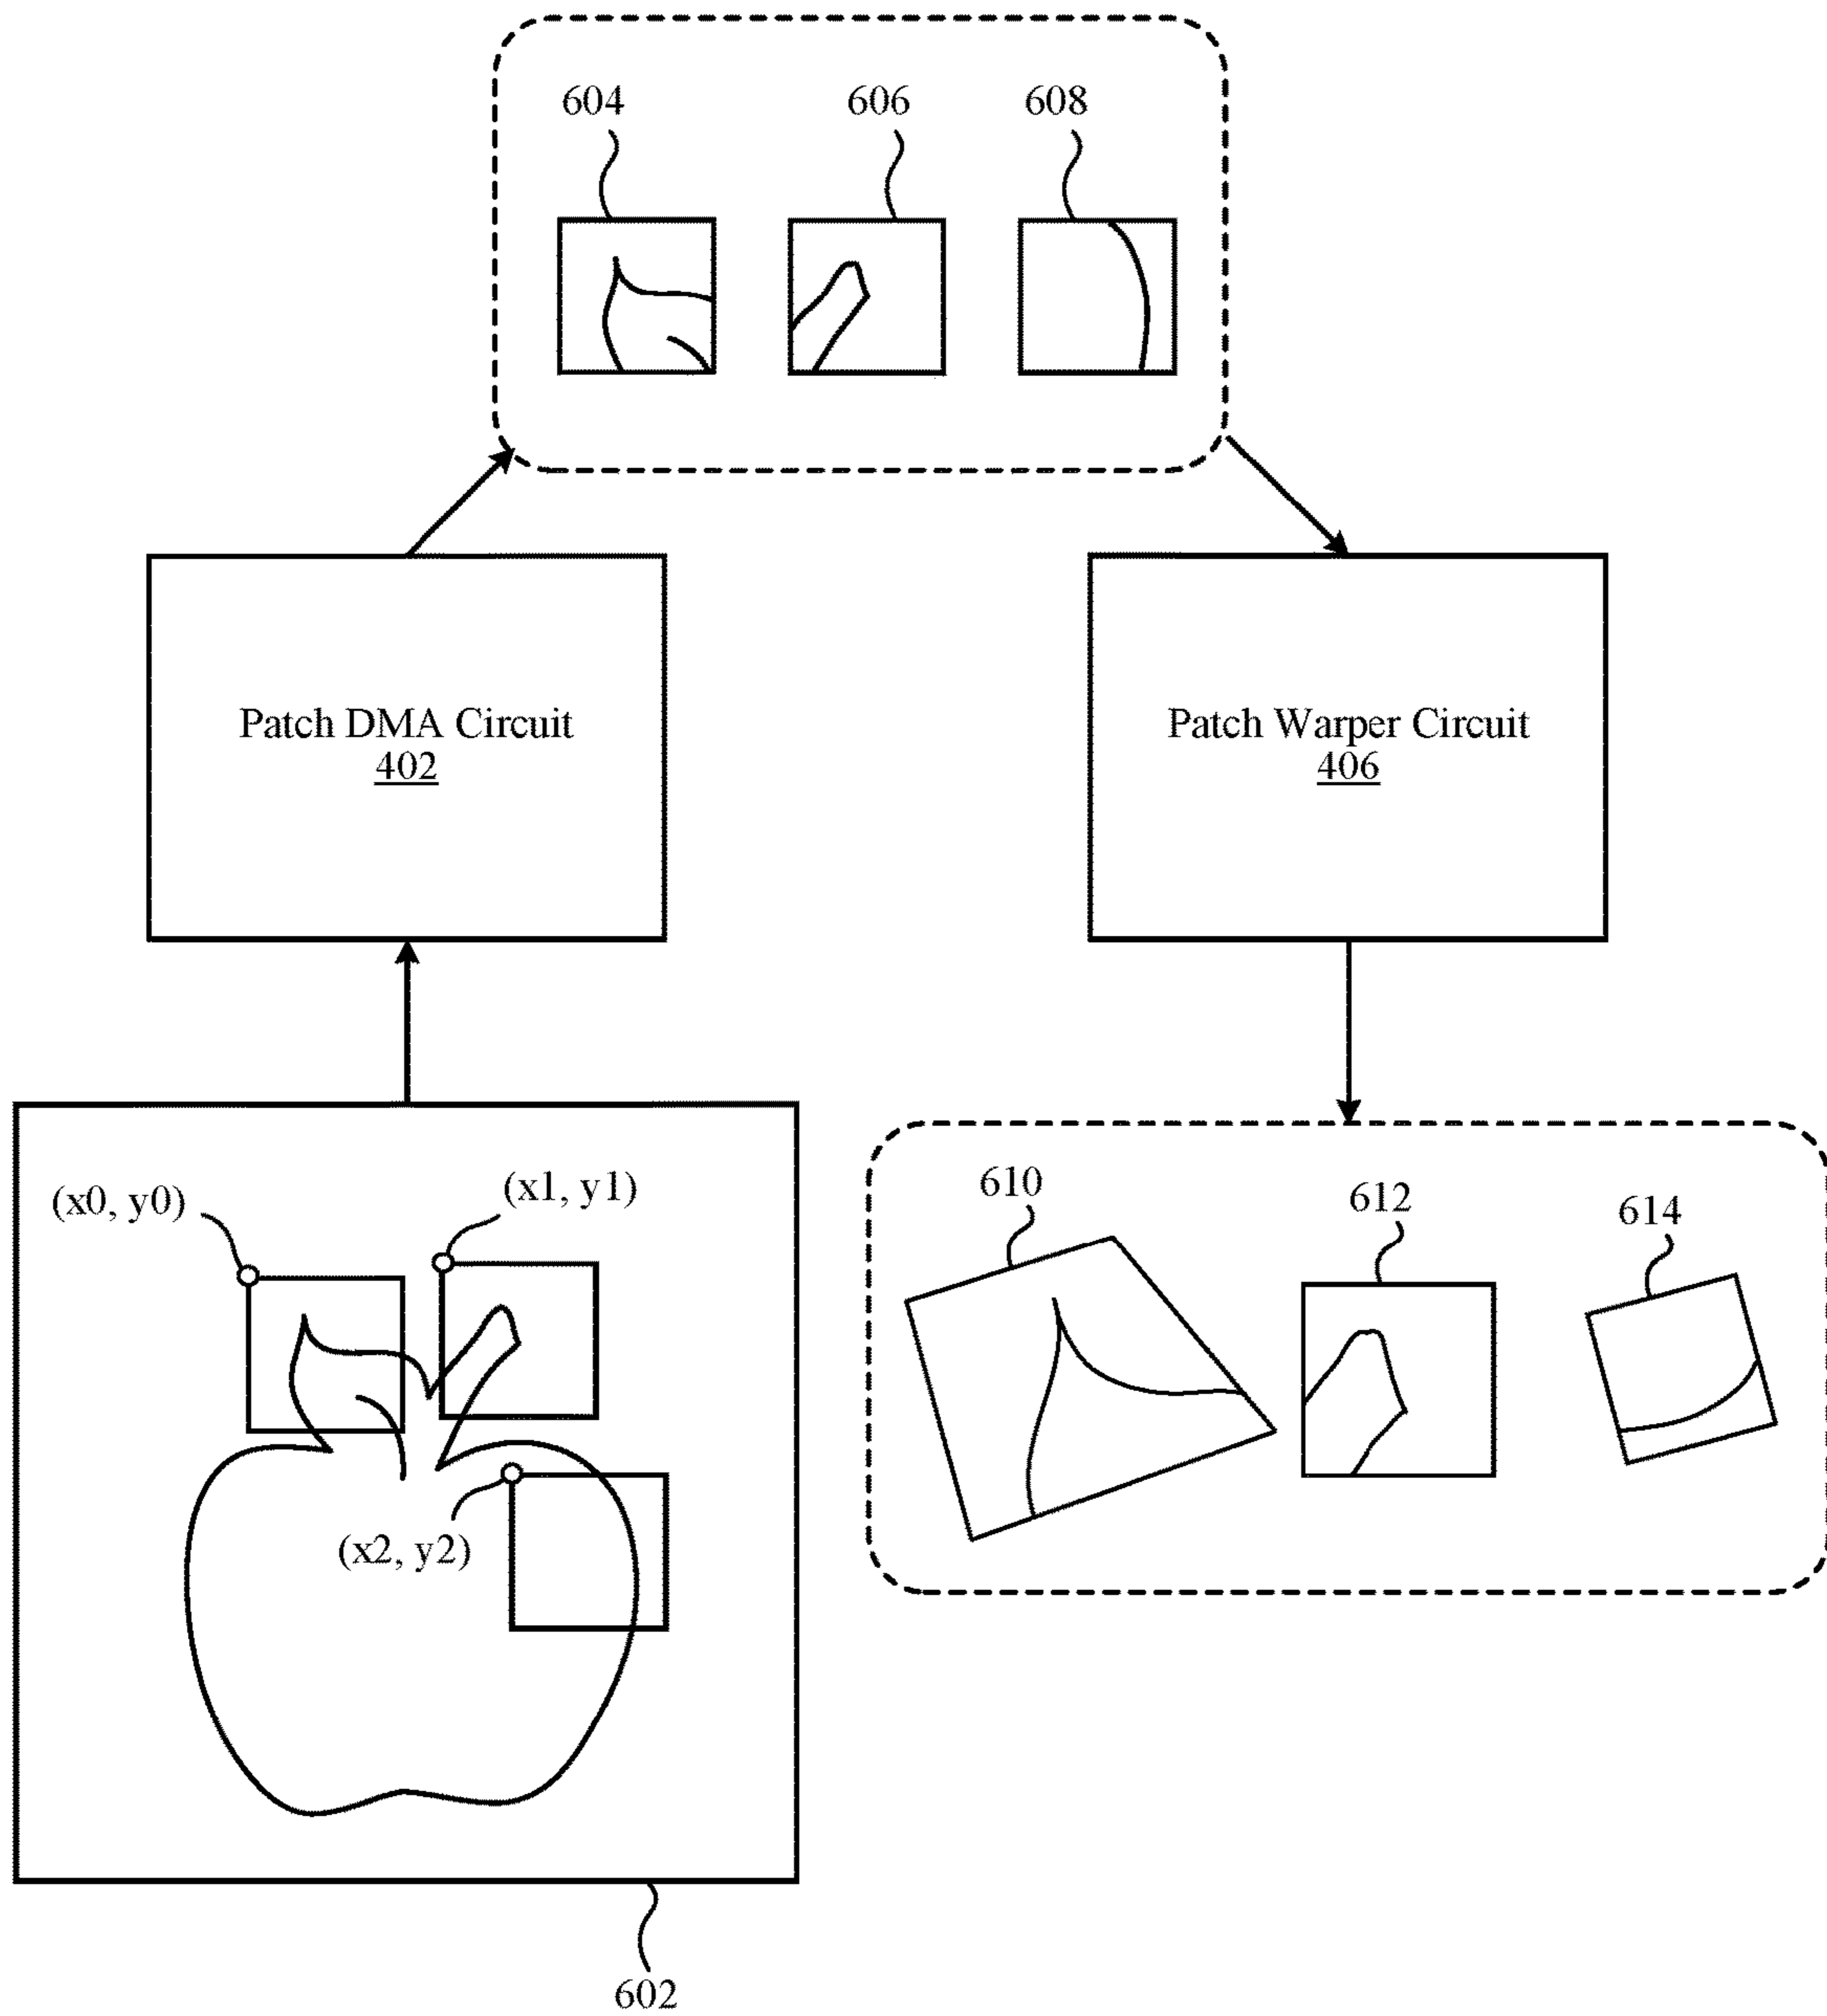 604
606
608
Patch DMA Circuit
402
Patch Warper Circuit
406
(x0, y0)
(x1, y1)
(x2, y2)
610
612
614
602